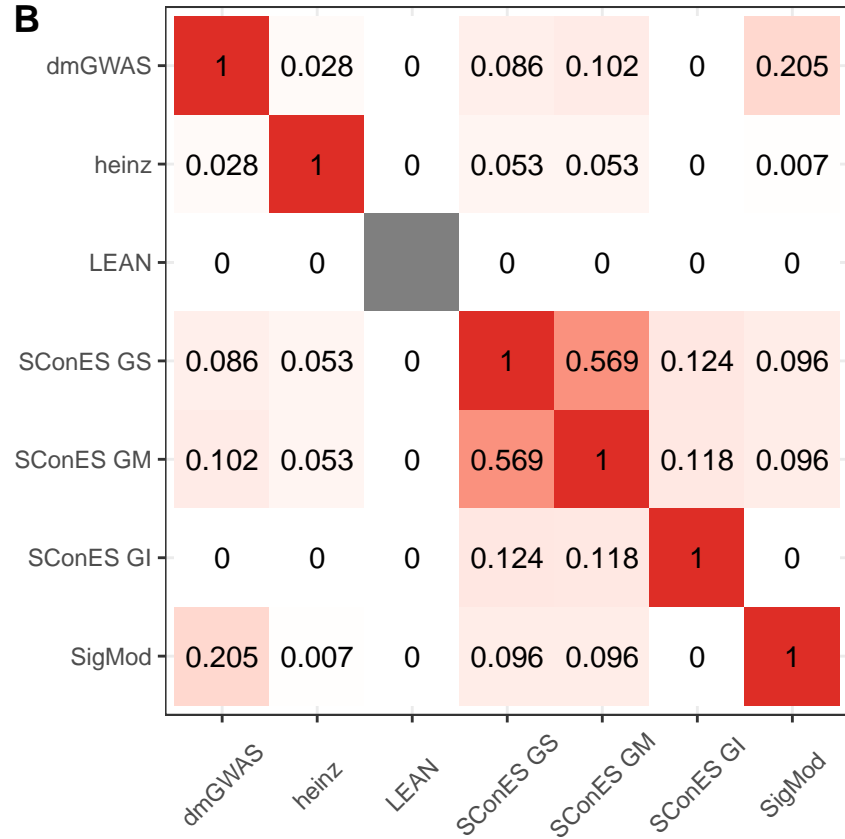 B
dmGWAS 1 0.028 0 0.086 0.102 0 0.205
heinz 0.028 1 0 0.053 0.053 0 0.007
LEAN 0 0 0 0 0 0
SConES GS 0.086 0.053 0 1 0.569 0.124 0.096
SConES GM 0.102 0.053 0 0.569 1 0.118 0.096
SConES GI 0 0 0 0.124 0.118 1 0
SigMod 0.205 0.007 0 0.096 0.096 0 1
dmGWAS heinz LEAN SConES GS SConES GM SConES GI SigMod